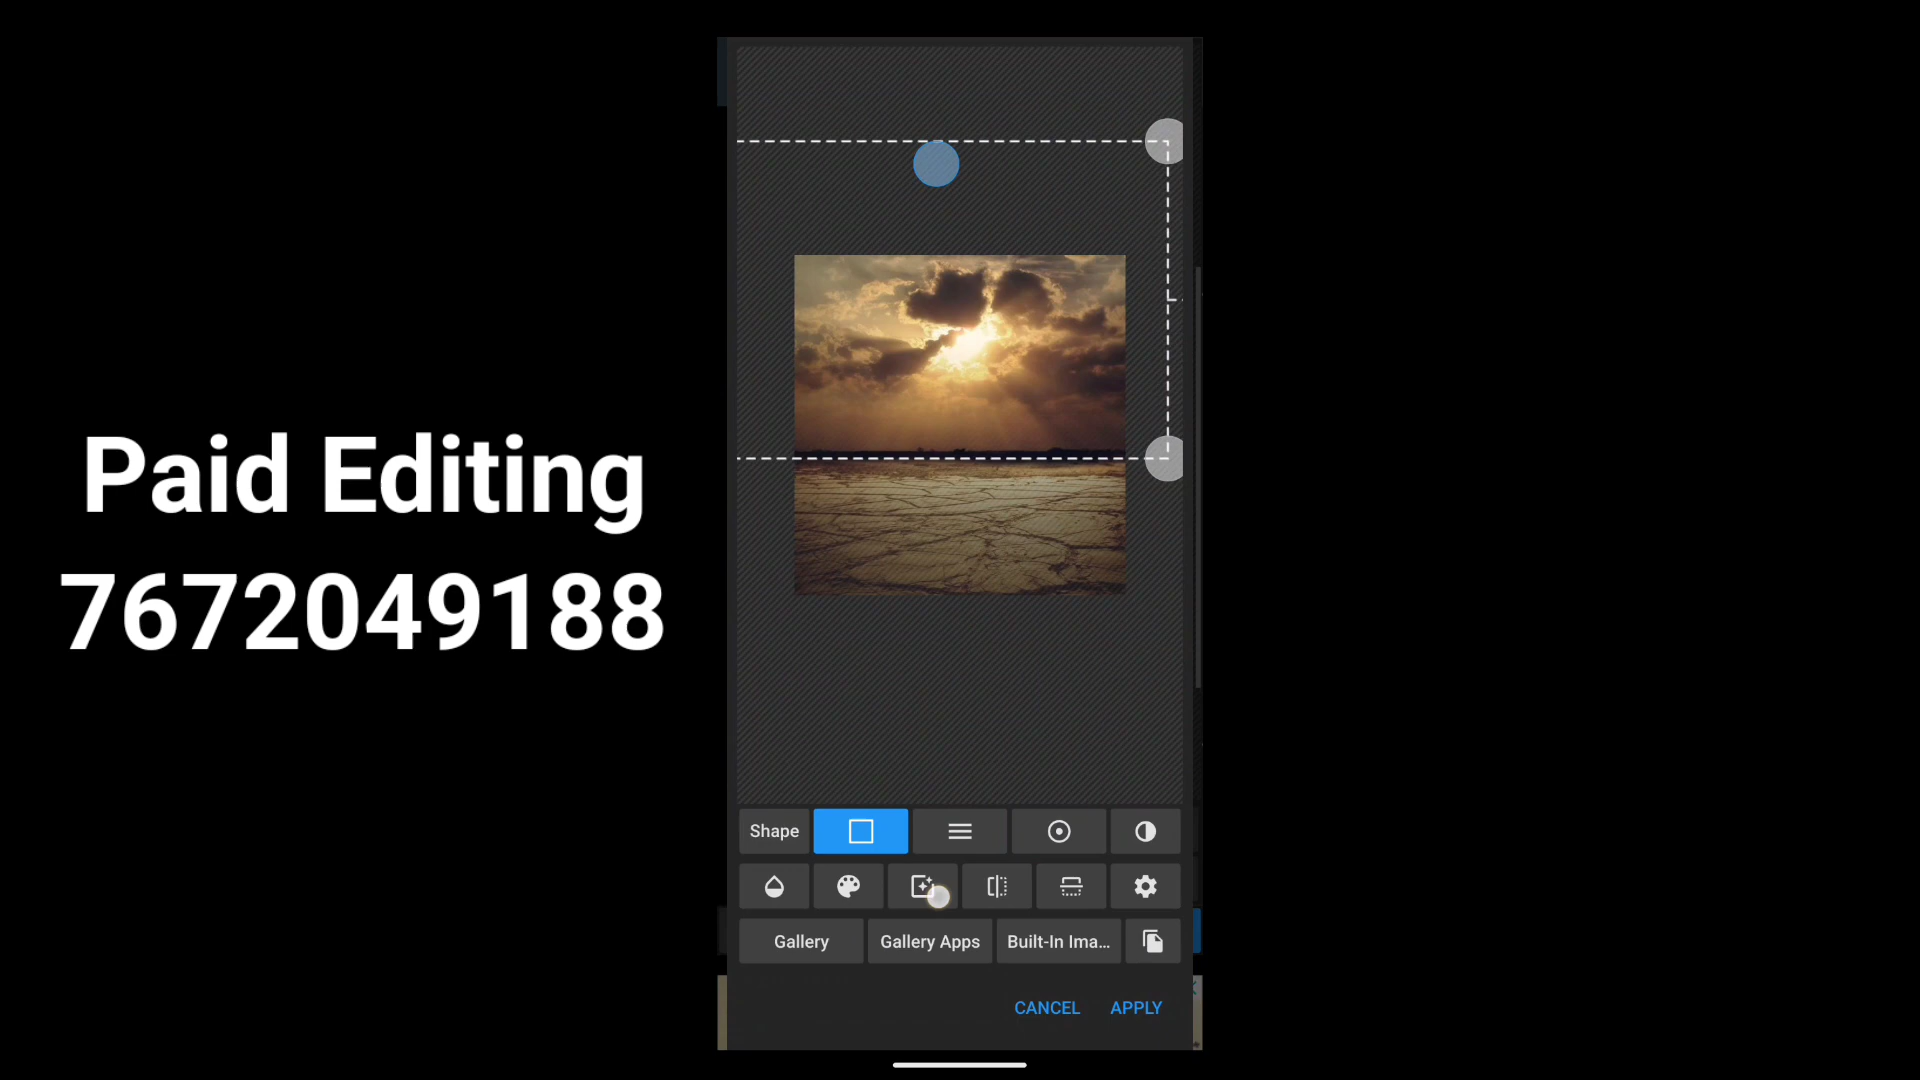 Paid Editing
7672049188
Shape
Gallery
Gallery Apps
Built-In Ima...
CANCEL
APPLY